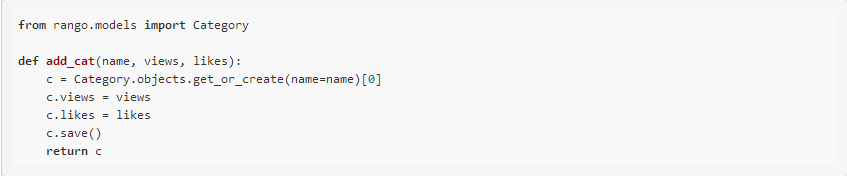 from rango.models import Category

def add_cat(name, views, likes):
    c = Category.objects.get_or_create(name=name)[0]
    c.views = views
    c.likes = likes
    c.save()
    return c